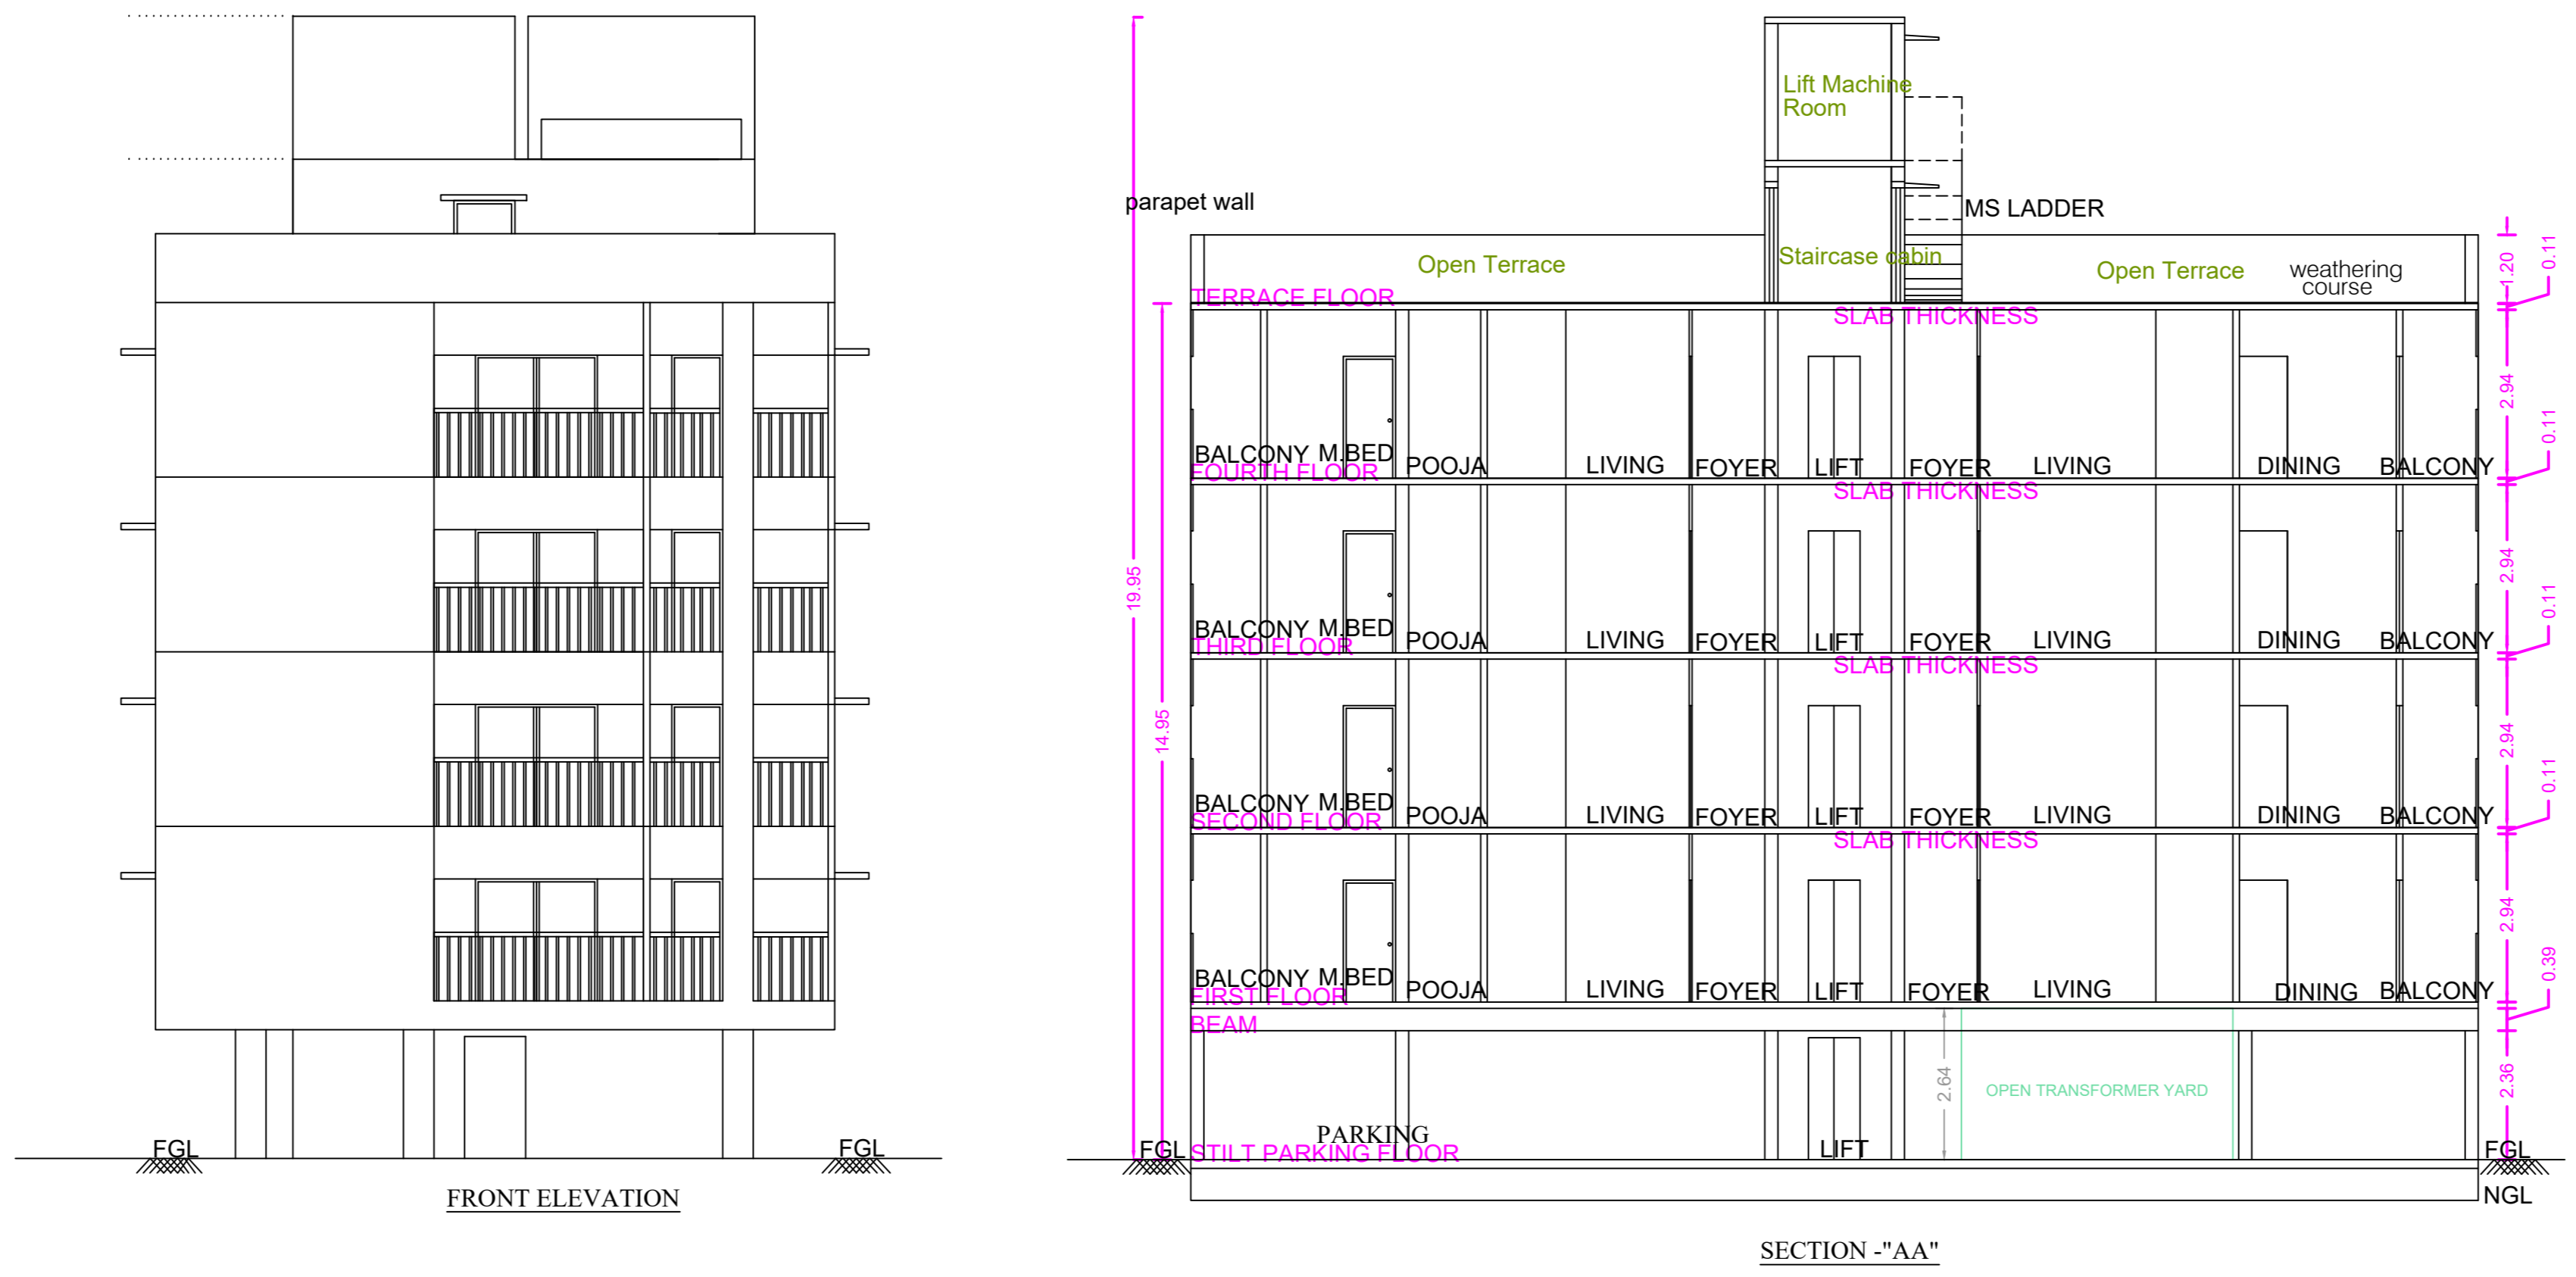 Lift Machine
Room
parapet wall
MS LADDER
Open Terrace
Staircase cabin
Open Terrace
weathering
course
1.20
0.11
TERRACE FLOOR
SLAB THICKNESS
2.94
0.11
BALCONY
M.BED
POOJA
LIVING
FOYER
LIFT
FOYER
LIVING
DINING
BALCONY
FOURTH FLOOR
SLAB THICKNESS
19.95
2.94
0.11
BALCONY
M.BED
POOJA
LIVING
FOYER
LIFT
FOYER
LIVING
DINING
BALCONY
THIRD FLOOR
SLAB THICKNESS
14.95
2.94
0.11
BALCONY
M.BED
POOJA
LIVING
FOYER
LIFT
FOYER
LIVING
DINING
BALCONY
SECOND FLOOR
SLAB THICKNESS
2.94
0.39
BALCONY
M.BED
POOJA
LIVING
FOYER
LIFT
FOYER
LIVING
DINING
BALCONY
FIRST FLOOR
BEAM
2.64
OPEN TRANSFORMER YARD
2.36
PARKING
FGL
FGL
FGL
STILT PARKING FLOOR
LIFT
FGL
NGL
FRONT ELEVATION
SECTION -"AA"